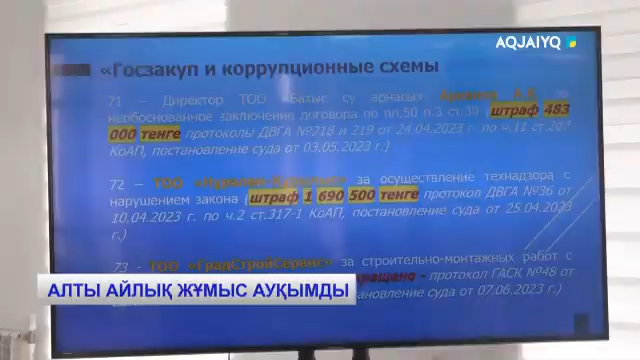 AQJAIYQ
«Госзакуп и коррупционные схемы
71 – Директор ТОО «Батыс су арнасы» за
необоснованное заключение договора по пп.50 п.3 ст.39 (штраф 483
000 тенге протоколы ДВГА №218 и 219 от 24.04.2023 г. по ч.11 ст.207
КоАП, постановление суда от 03.05.2023 г.)
72 – ТОО за осуществление технадзора с
нарушением закона (штраф 1 690 500 тенге протокол ДВГА №36 от
10.04.2023 г. по ч.2 ст.317-1 КоАП, постановление суда от 25.04.2023
г.)
73 - ТОО «ГрадСтройСервис» за строительно-монтажных работ с
- протокол ГАСК №48 от
суда от 07.06.2023 г.)
АЛТЫ АЙЛЫҚ ЖҰМЫС АУҚЫМДЫ